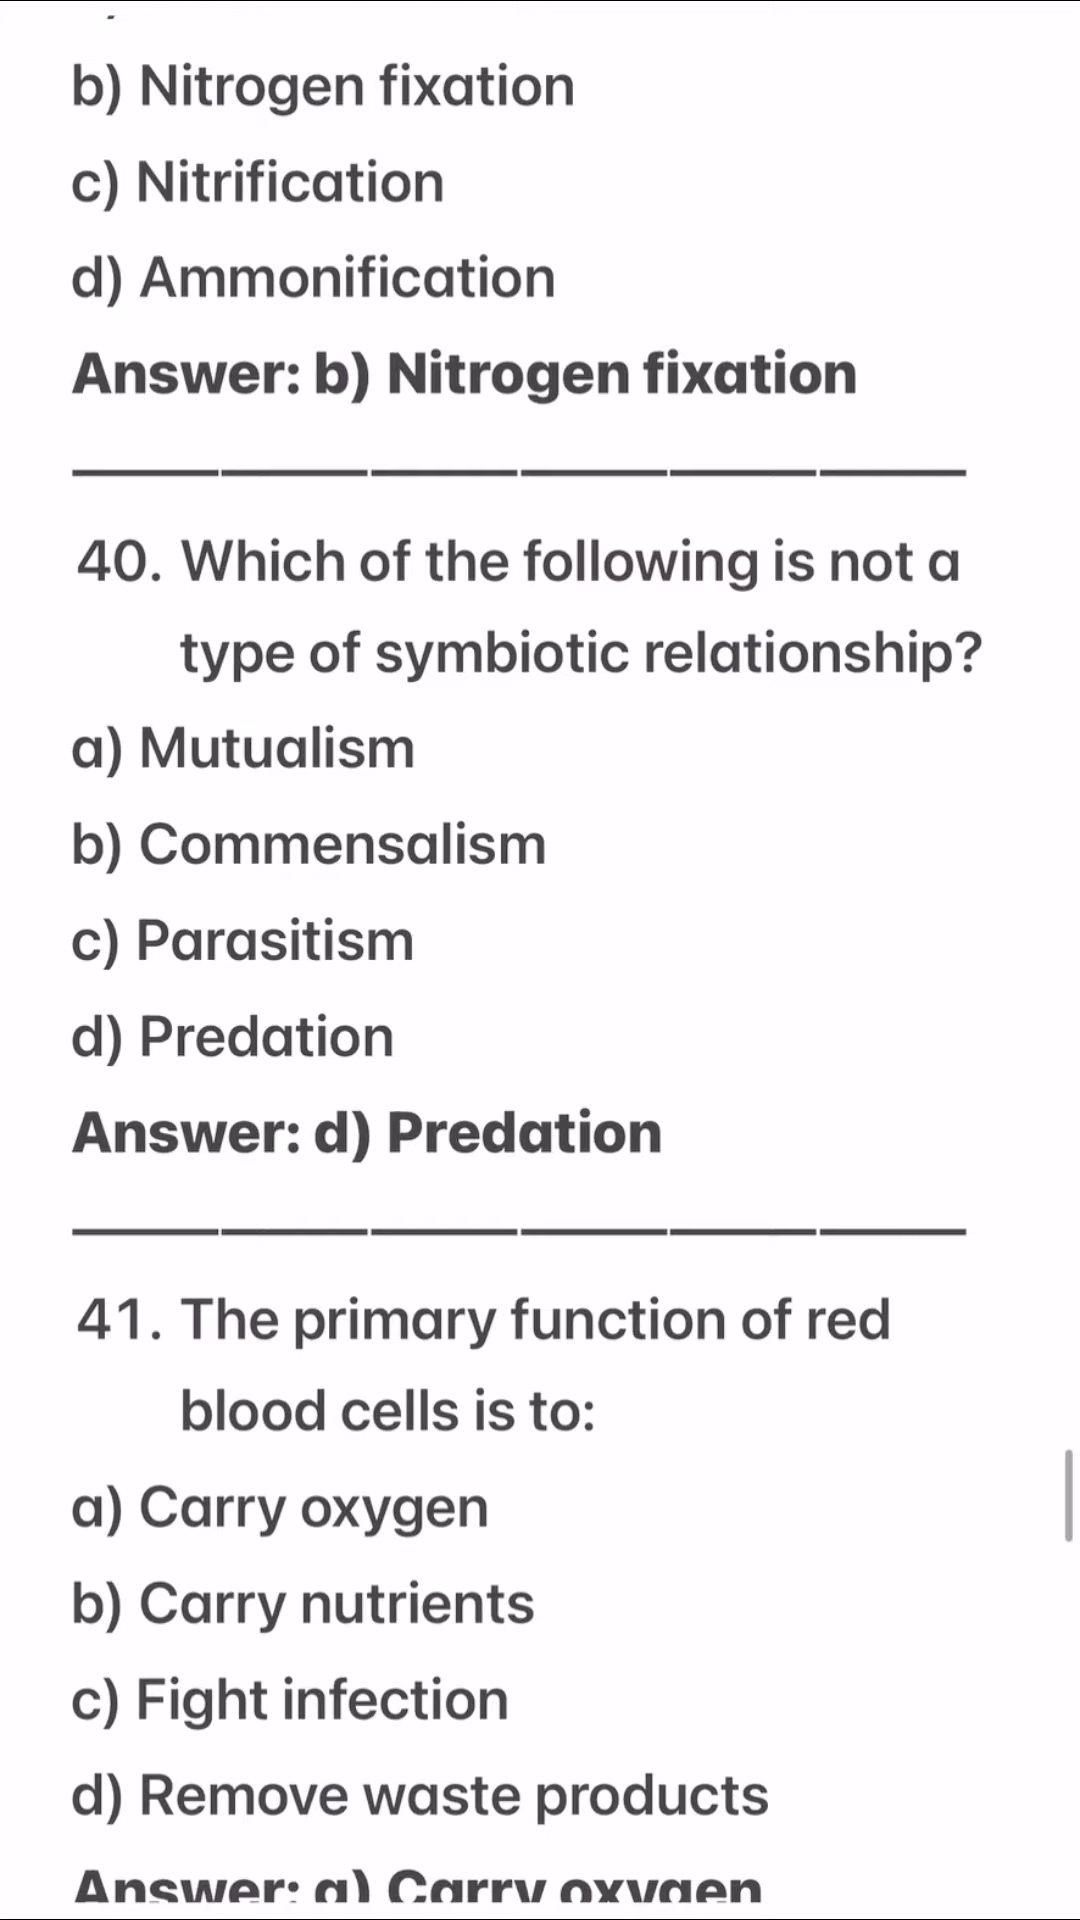 b) Nitrogen fixation
c) Nitrification
d) Ammonification
Answer: b) Nitrogen fixation
40. Which of the following is not a
type of symbiotic relationship?
a) Mutualism
b) Commensalism
c) Parasitism
d) Predation
Answer: d) Predation
41. The primary function of red
blood cells is to:
a) Carry oxygen
b) Carry nutrients
c) Fight infection
d) Remove waste products
Answer: a) Carry oxygen